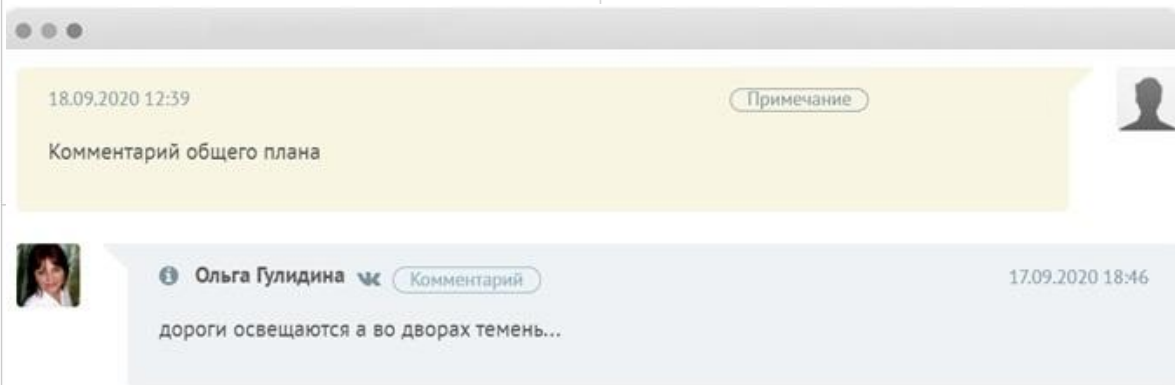 18.09.2020 12:39 Примечание
Комментарий общего плана
Ольга Гулидина Комментарий 17.09.2020 18:46
дороги освещаются а во дворах темень...